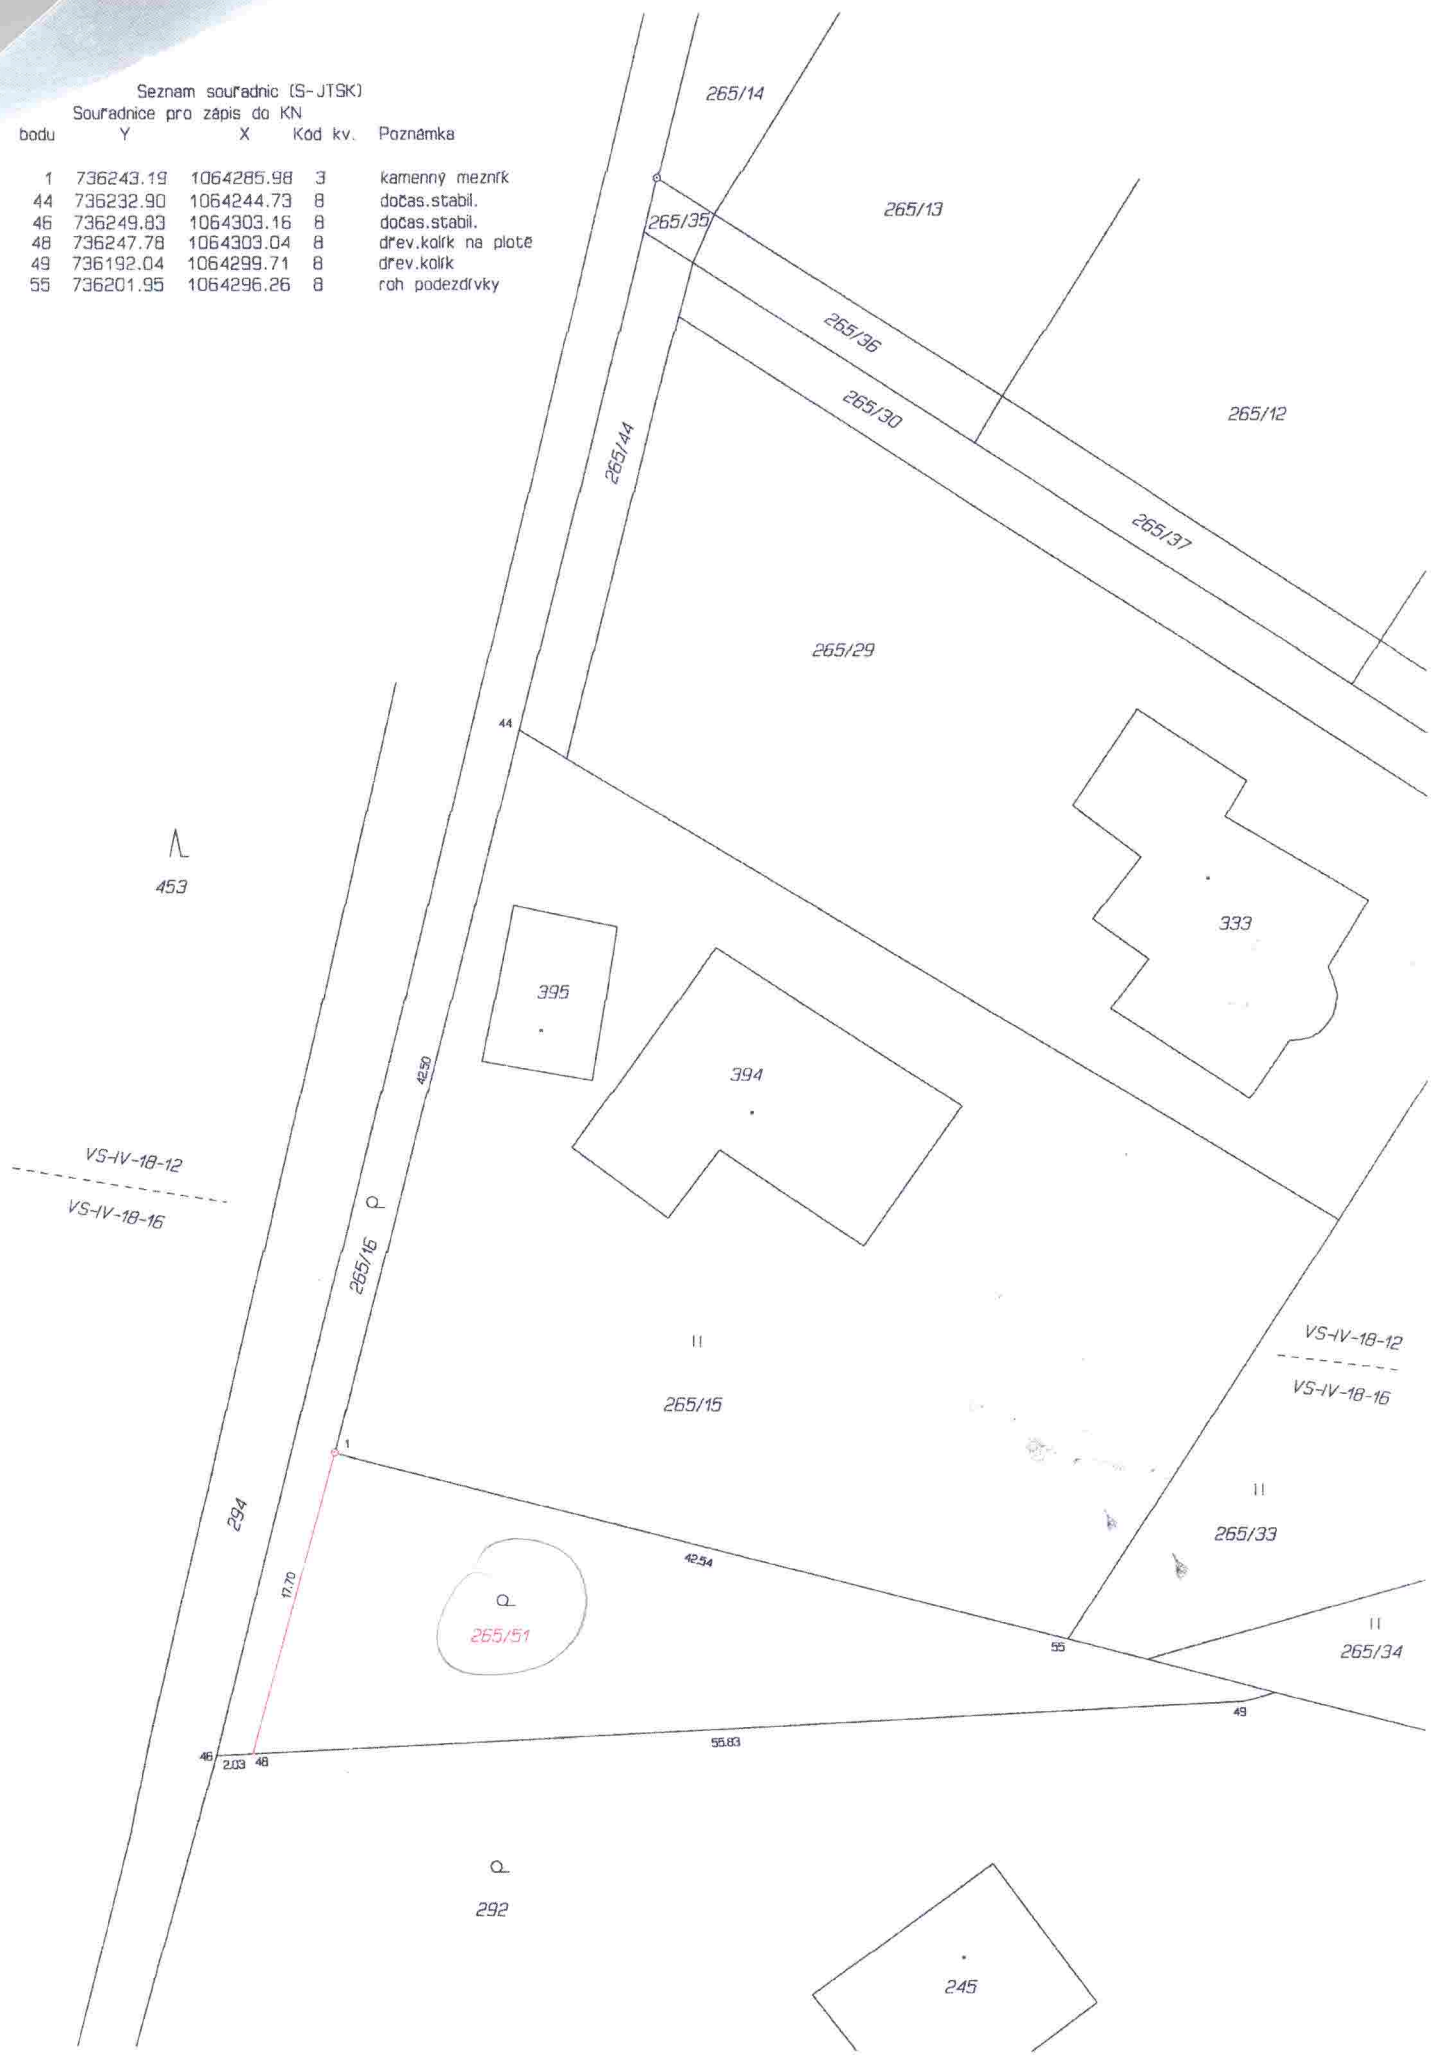 Seznam souřadnic (S-JTSK)
Souřadnice pro zápis do KN
bodu Y X Kód kv. Poznámka
1 736243.19 1064285.98 3 kamenný mezník
44 736232.90 1064244.73 8 dočas.stabil.
46 736249.83 1064303.16 8 dočas.stabil.
48 736247.78 1064303.04 8 dřev.kolík na plotě
49 736192.04 1064299.71 8 dřev.kolík
55 736201.95 1064296.26 8 roh podezdívky
265/14
265/13
265/35
265/36
265/30
265/12
265/44
265/37
265/29
44
453
333
395
394
42.50
VS-IV-18-12
VS-IV-18-16
265/16
VS-IV-18-12
VS-IV-18-16
265/15
1
294
265/33
42.54
17.70
265/51
55
265/34
49
46
2.03
48
55.83
292
245